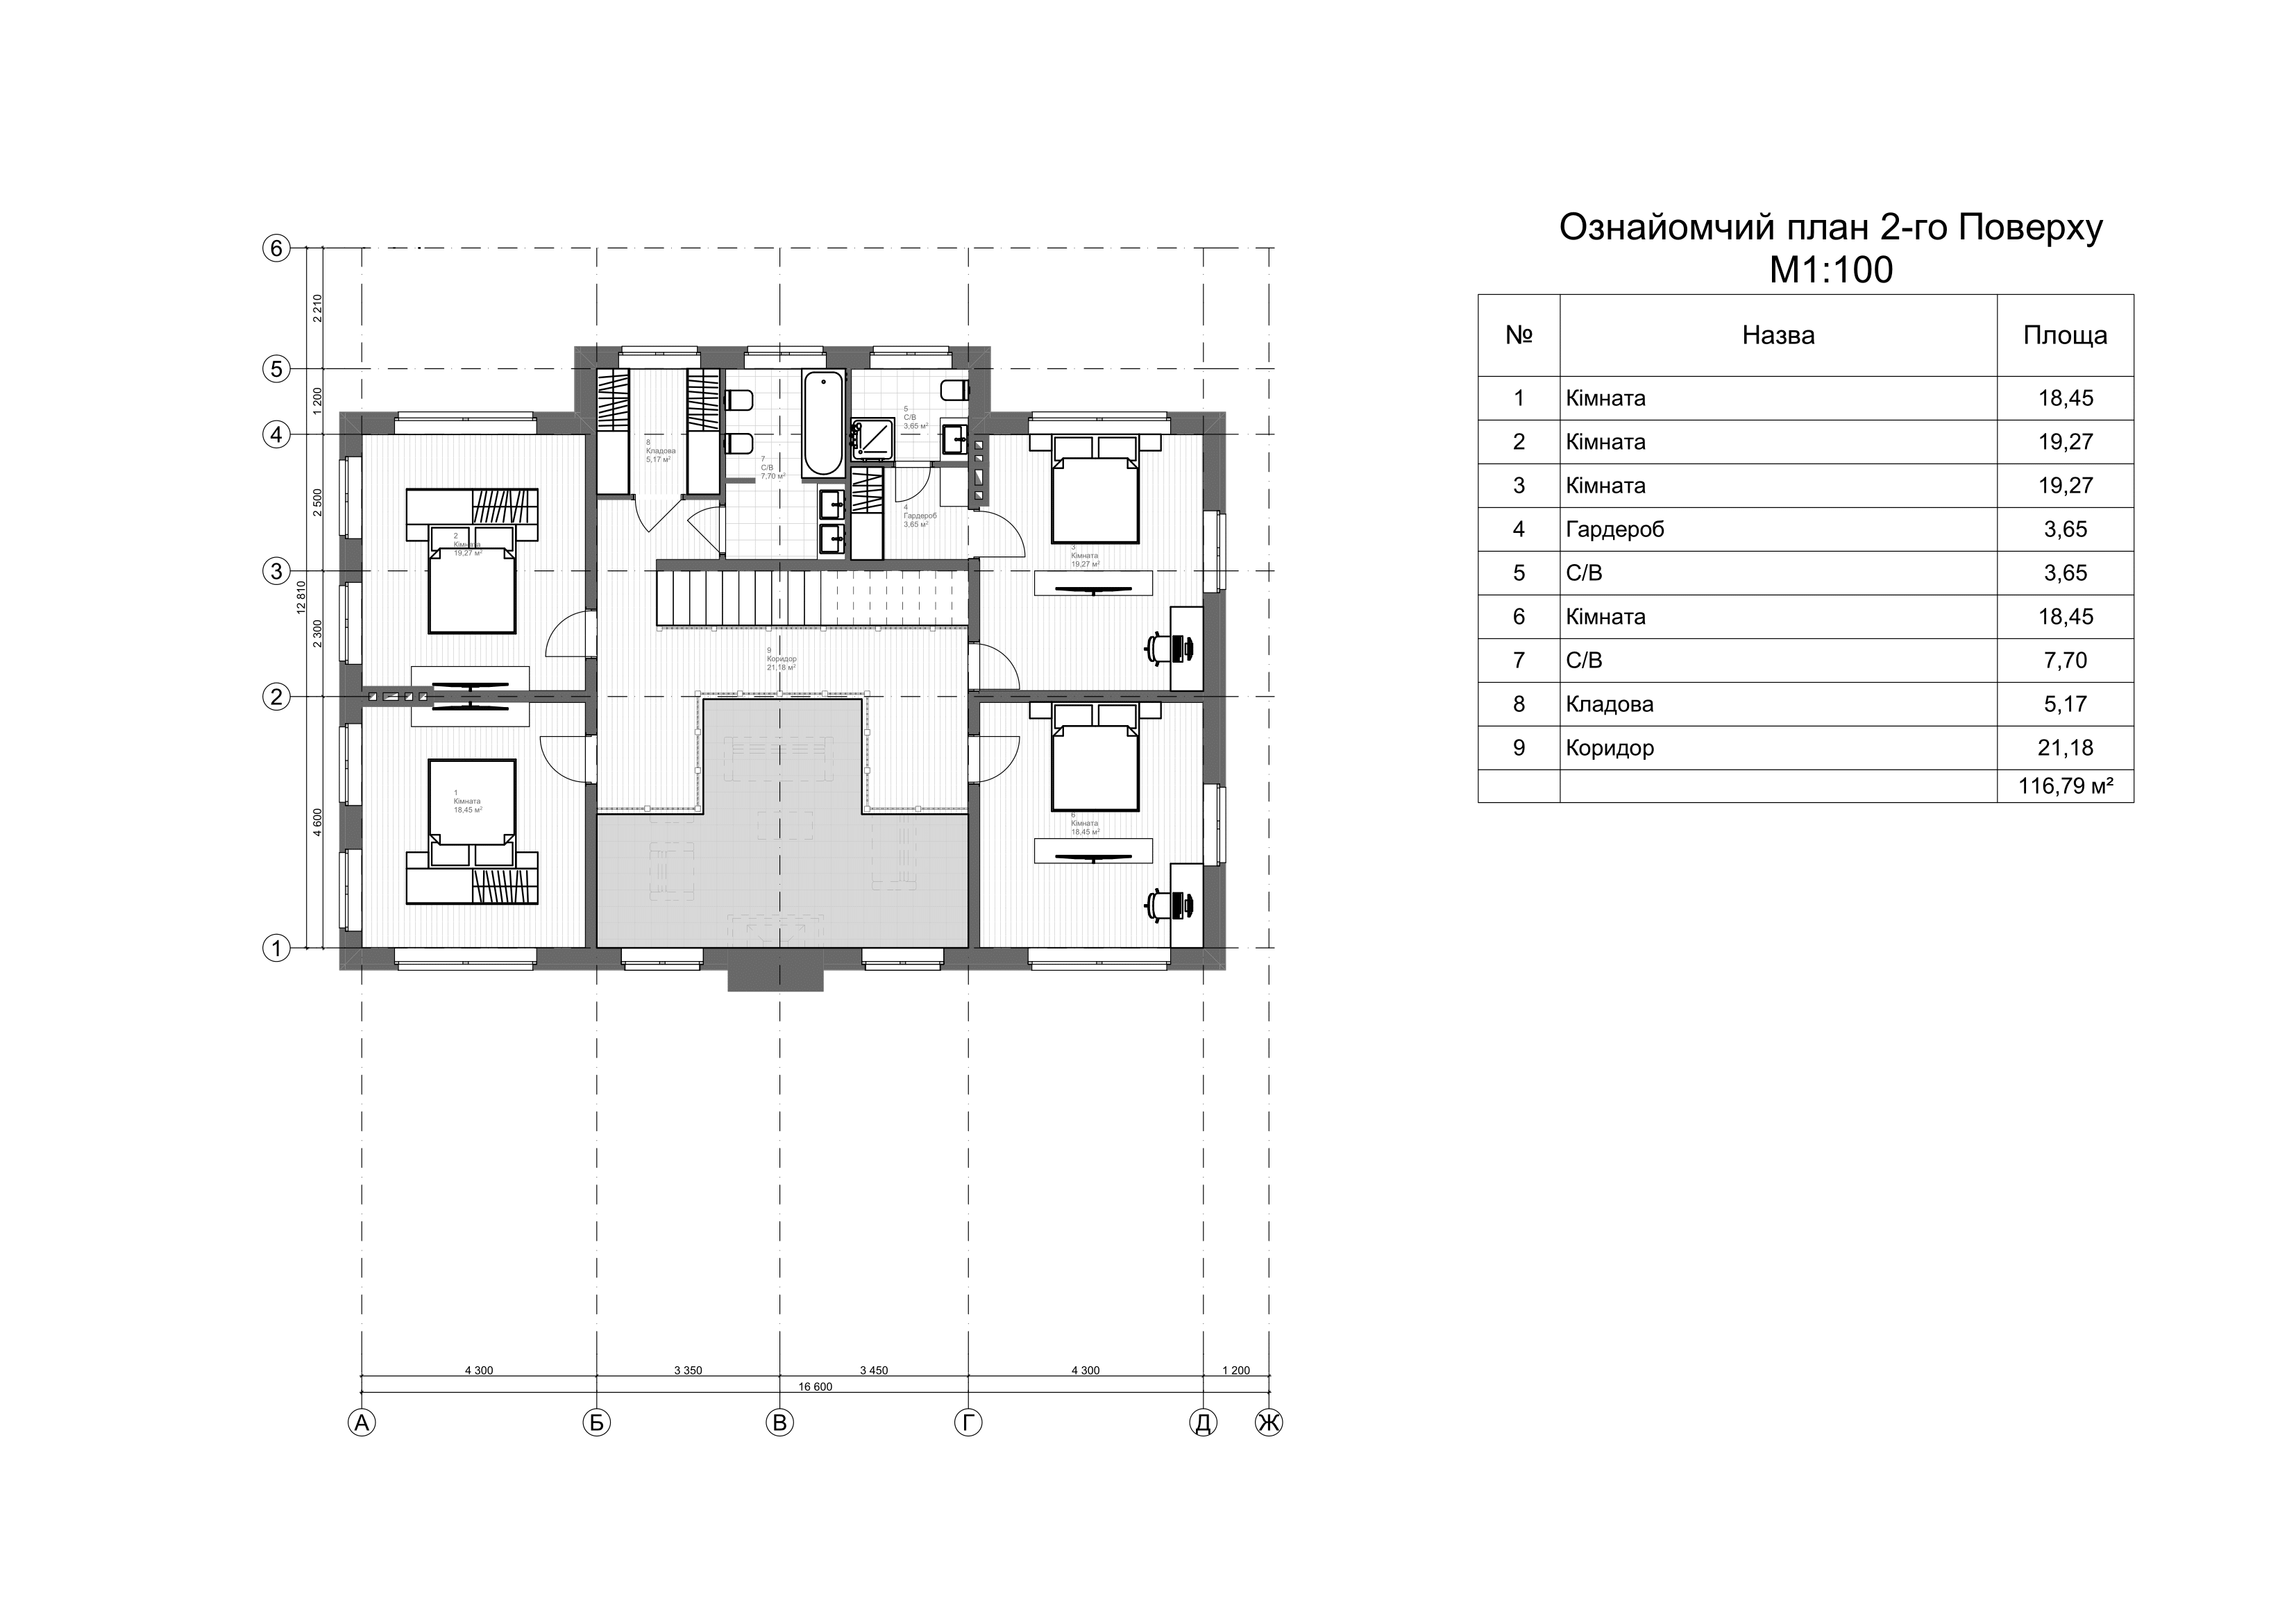 Ознайомчий план 2-го Поверху
М1:100
№ Назва Площа
1 Кімната 18,45
2 Кімната 19,27
3 Кімната 19,27
4 Гардероб 3,65
5 С/В 3,65
6 Кімната 18,45
7 С/В 7,70
8 Кладова 5,17
9 Коридор 21,18
116,79 м²
6
5
4
3
2
1
2 210
1 200
2 500
2 300
4 600
12 810
5
С/В
3,65 м²
8
Кладова
5,17 м²
7
С/В
7,70 м²
4
Гардероб
3,65 м²
2
Кімната
19,27 м²
3
Кімната
19,27 м²
9
Коридор
21,18 м²
1
Кімната
18,45 м²
6
Кімната
18,45 м²
4 300
3 350
3 450
4 300
1 200
16 600
А
Б
В
Г
Д
Ж